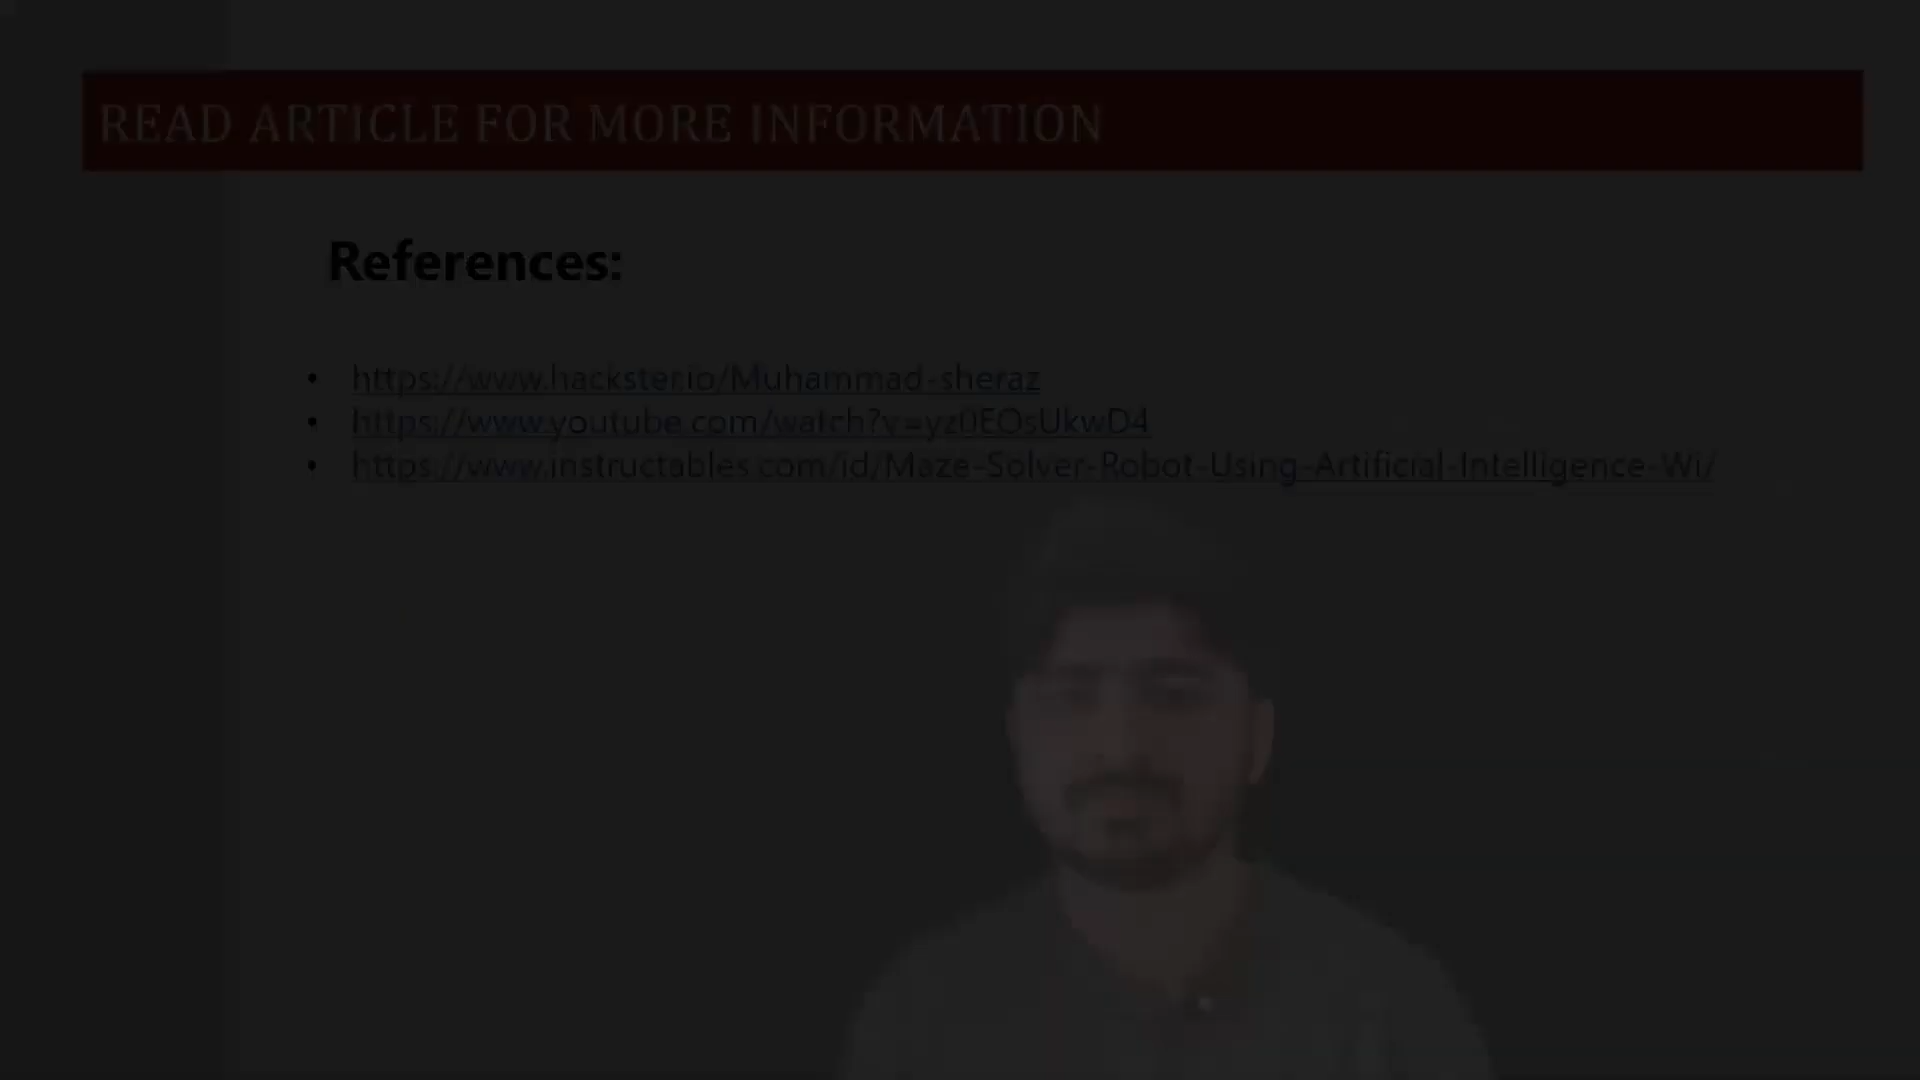 READ ARTICLE FOR MORE INFORMATION
References:
• https://www.hackster.io/Muhammad-sheraz
• https://www.youtube.com/watch?v=yz0EOsUkwD4
• https://www.instructables.com/id/Maze-Solver-Robot-Using-Artificial-Intelligence-Wi/